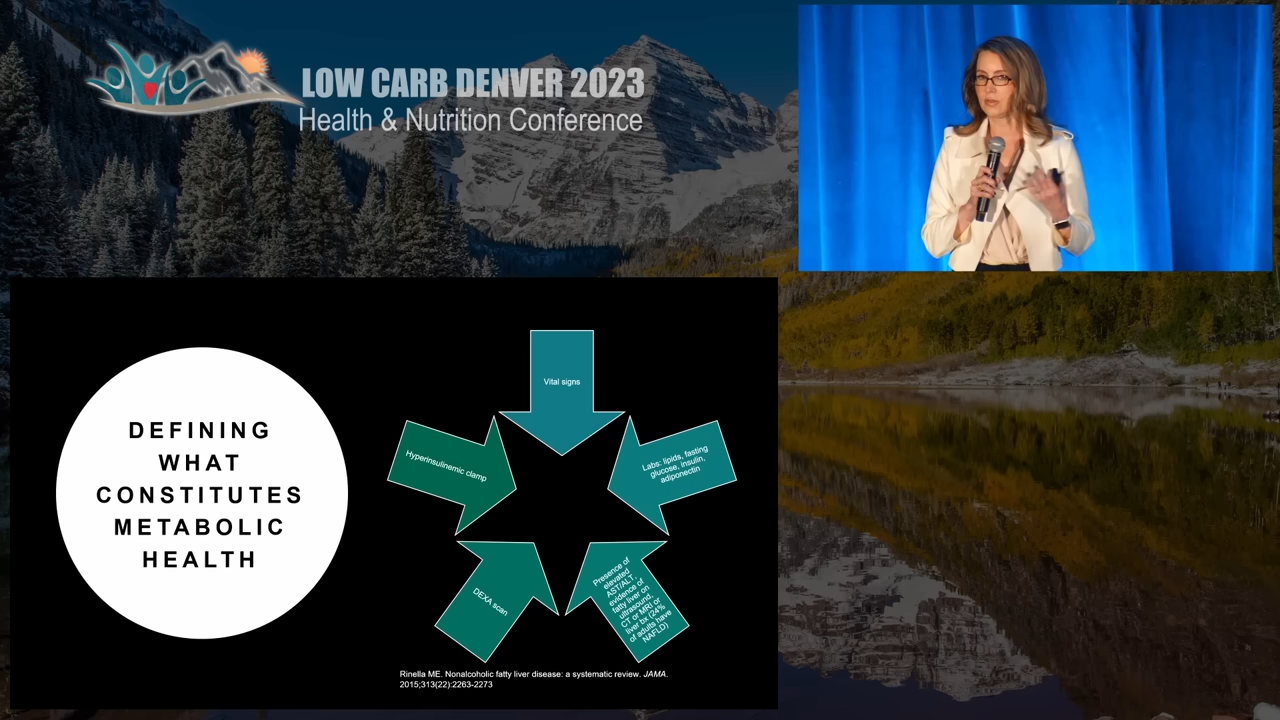 LOW CARB DENVER 2023
Health & Nutrition Conference
DEFINING
WHAT
CONSTITUTES
METABOLIC
HEALTH
Vital signs
Hyperinsulinemic clamp
Labs: lipids, fasting
glucose, insulin,
adiponectin
DEXA scan
Presence of
elevated
AST/ALT,
evidence of
fatty liver on
ultrasound,
CT or MRI or
liver bx (24%
of adults have
NAFLD)
Rinella ME. Nonalcoholic fatty liver disease: a systematic review. JAMA.
2015;313(22):2263-2273